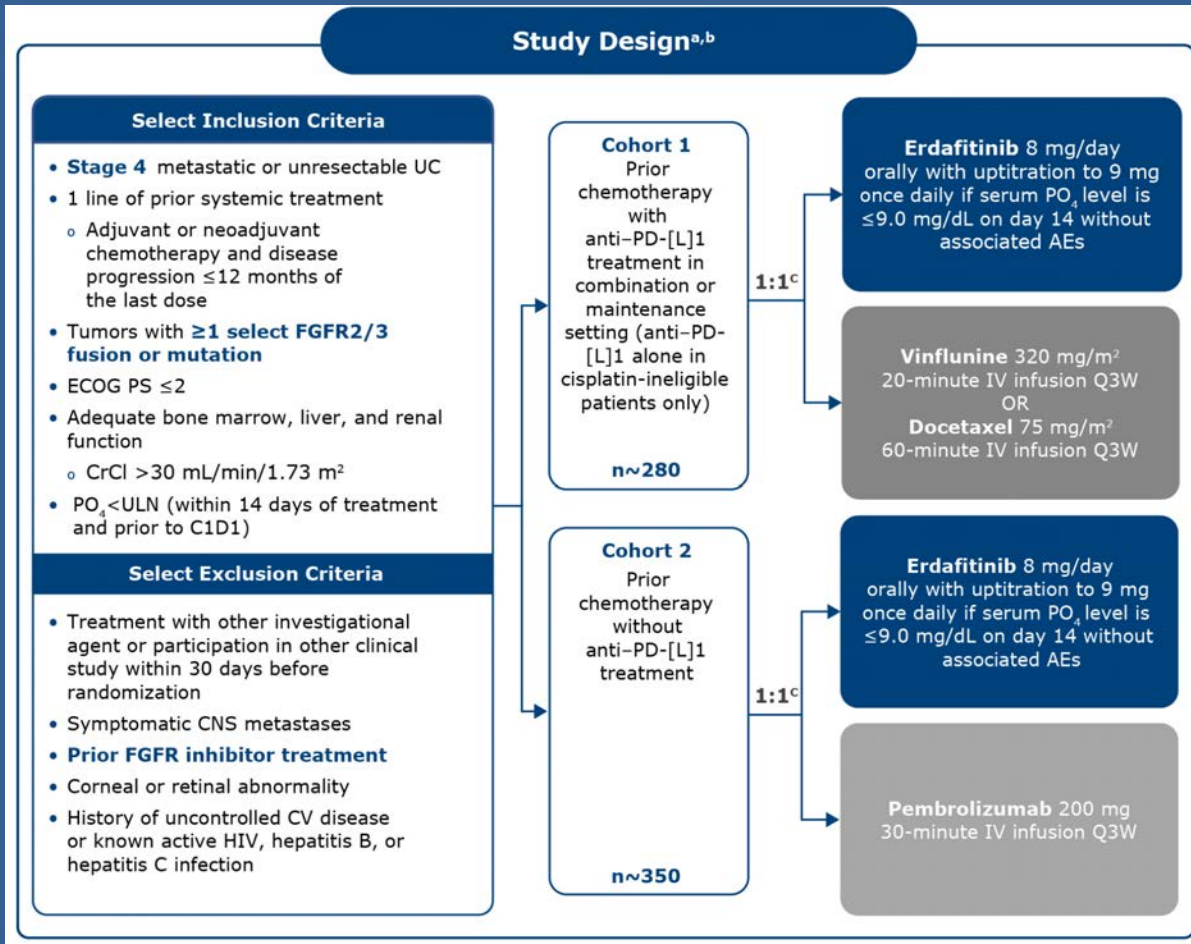 Study Designᵃ,ᵇ
Select Inclusion Criteria
• Stage 4 metastatic or unresectable UC
• 1 line of prior systemic treatment
o Adjuvant or neoadjuvant
chemotherapy and disease
progression ≤12 months of
the last dose
• Tumors with ≥1 select FGFR2/3
fusion or mutation
• ECOG PS ≤2
• Adequate bone marrow, liver, and renal
function
o CrCl >30 mL/min/1.73 m²
• PO₄<ULN (within 14 days of treatment
and prior to C1D1)
Select Exclusion Criteria
• Treatment with other investigational
agent or participation in other clinical
study within 30 days before
randomization
• Symptomatic CNS metastases
• Prior FGFR inhibitor treatment
• Corneal or retinal abnormality
• History of uncontrolled CV disease
or known active HIV, hepatitis B, or
hepatitis C infection
Cohort 1
Prior
chemotherapy
with
anti–PD-[L]1
treatment in
combination or
maintenance
setting (anti–PD-
[L]1 alone in
cisplatin-ineligible
patients only)
n~280
1:1ᶜ
Erdafitinib 8 mg/day
orally with uptitration to 9 mg
once daily if serum PO₄ level is
≤9.0 mg/dL on day 14 without
associated AEs
Vinflunine 320 mg/m²
20-minute IV infusion Q3W
OR
Docetaxel 75 mg/m²
60-minute IV infusion Q3W
Cohort 2
Prior
chemotherapy
without
anti–PD-[L]1
treatment
n~350
1:1ᶜ
Erdafitinib 8 mg/day
orally with uptitration to 9 mg
once daily if serum PO₄ level is
≤9.0 mg/dL on day 14 without
associated AEs
Pembrolizumab 200 mg
30-minute IV infusion Q3W